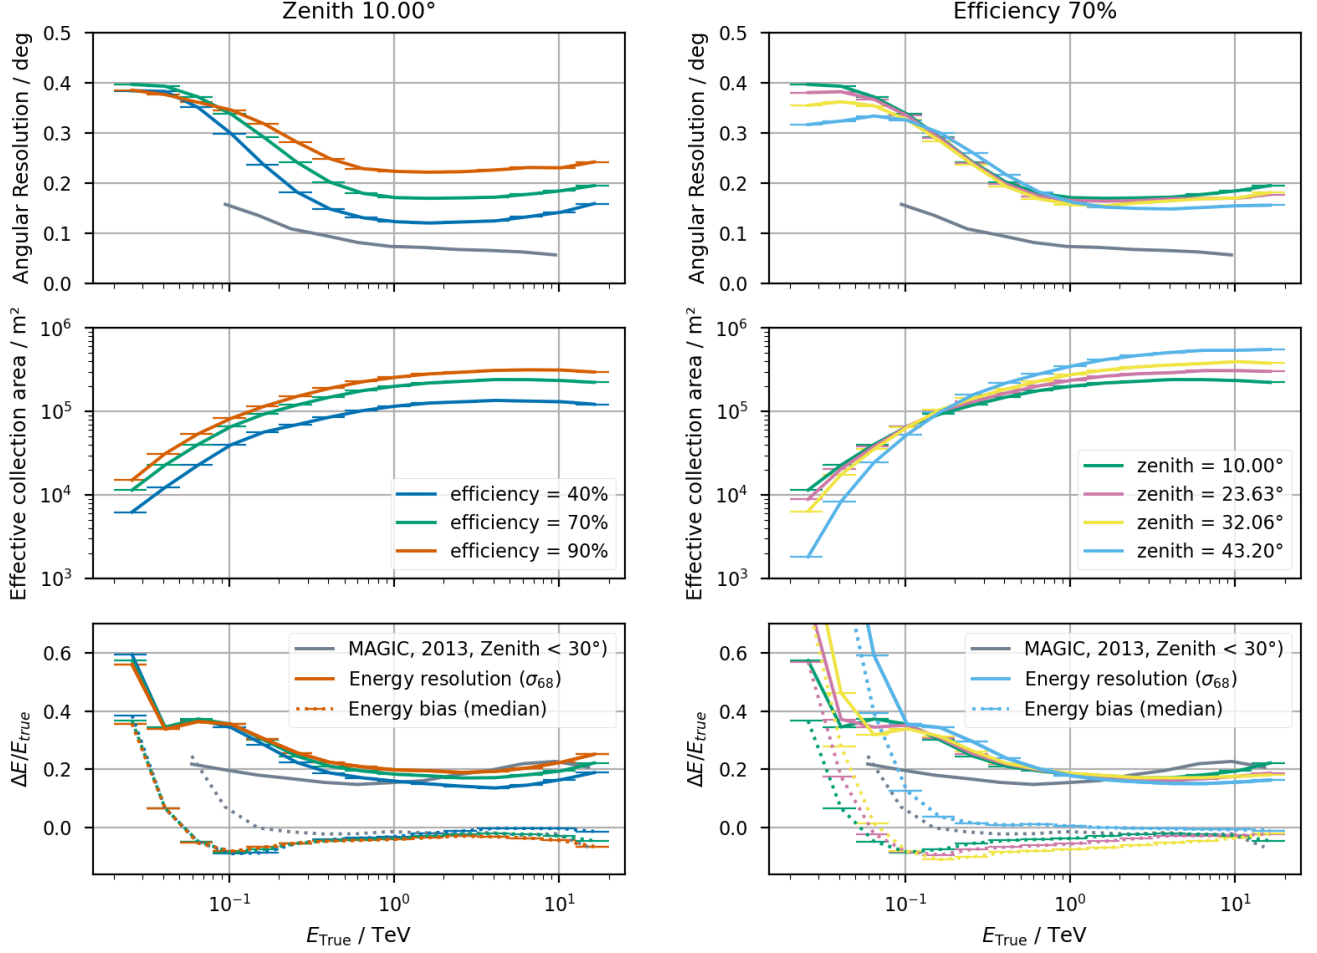 Zenith 10.00°
Efficiency 70%
Angular Resolution / deg
0.5
0.4
0.3
0.2
0.1
0.0
Angular Resolution / deg
0.5
0.4
0.3
0.2
0.1
0.0
Effective collection area / m²
10⁶
10⁵
10⁴
10³
efficiency = 40%
efficiency = 70%
efficiency = 90%
Effective collection area / m²
10⁶
10⁵
10⁴
10³
zenith = 10.00°
zenith = 23.63°
zenith = 32.06°
zenith = 43.20°
ΔE/E_true
0.6
0.4
0.2
0.0
MAGIC, 2013, Zenith < 30°)
Energy resolution (σ₆₈)
Energy bias (median)
10⁻¹
10⁰
10¹
E_True / TeV
ΔE/E_true
0.6
0.4
0.2
0.0
MAGIC, 2013, Zenith < 30°)
Energy resolution (σ₆₈)
Energy bias (median)
10⁻¹
10⁰
10¹
E_True / TeV